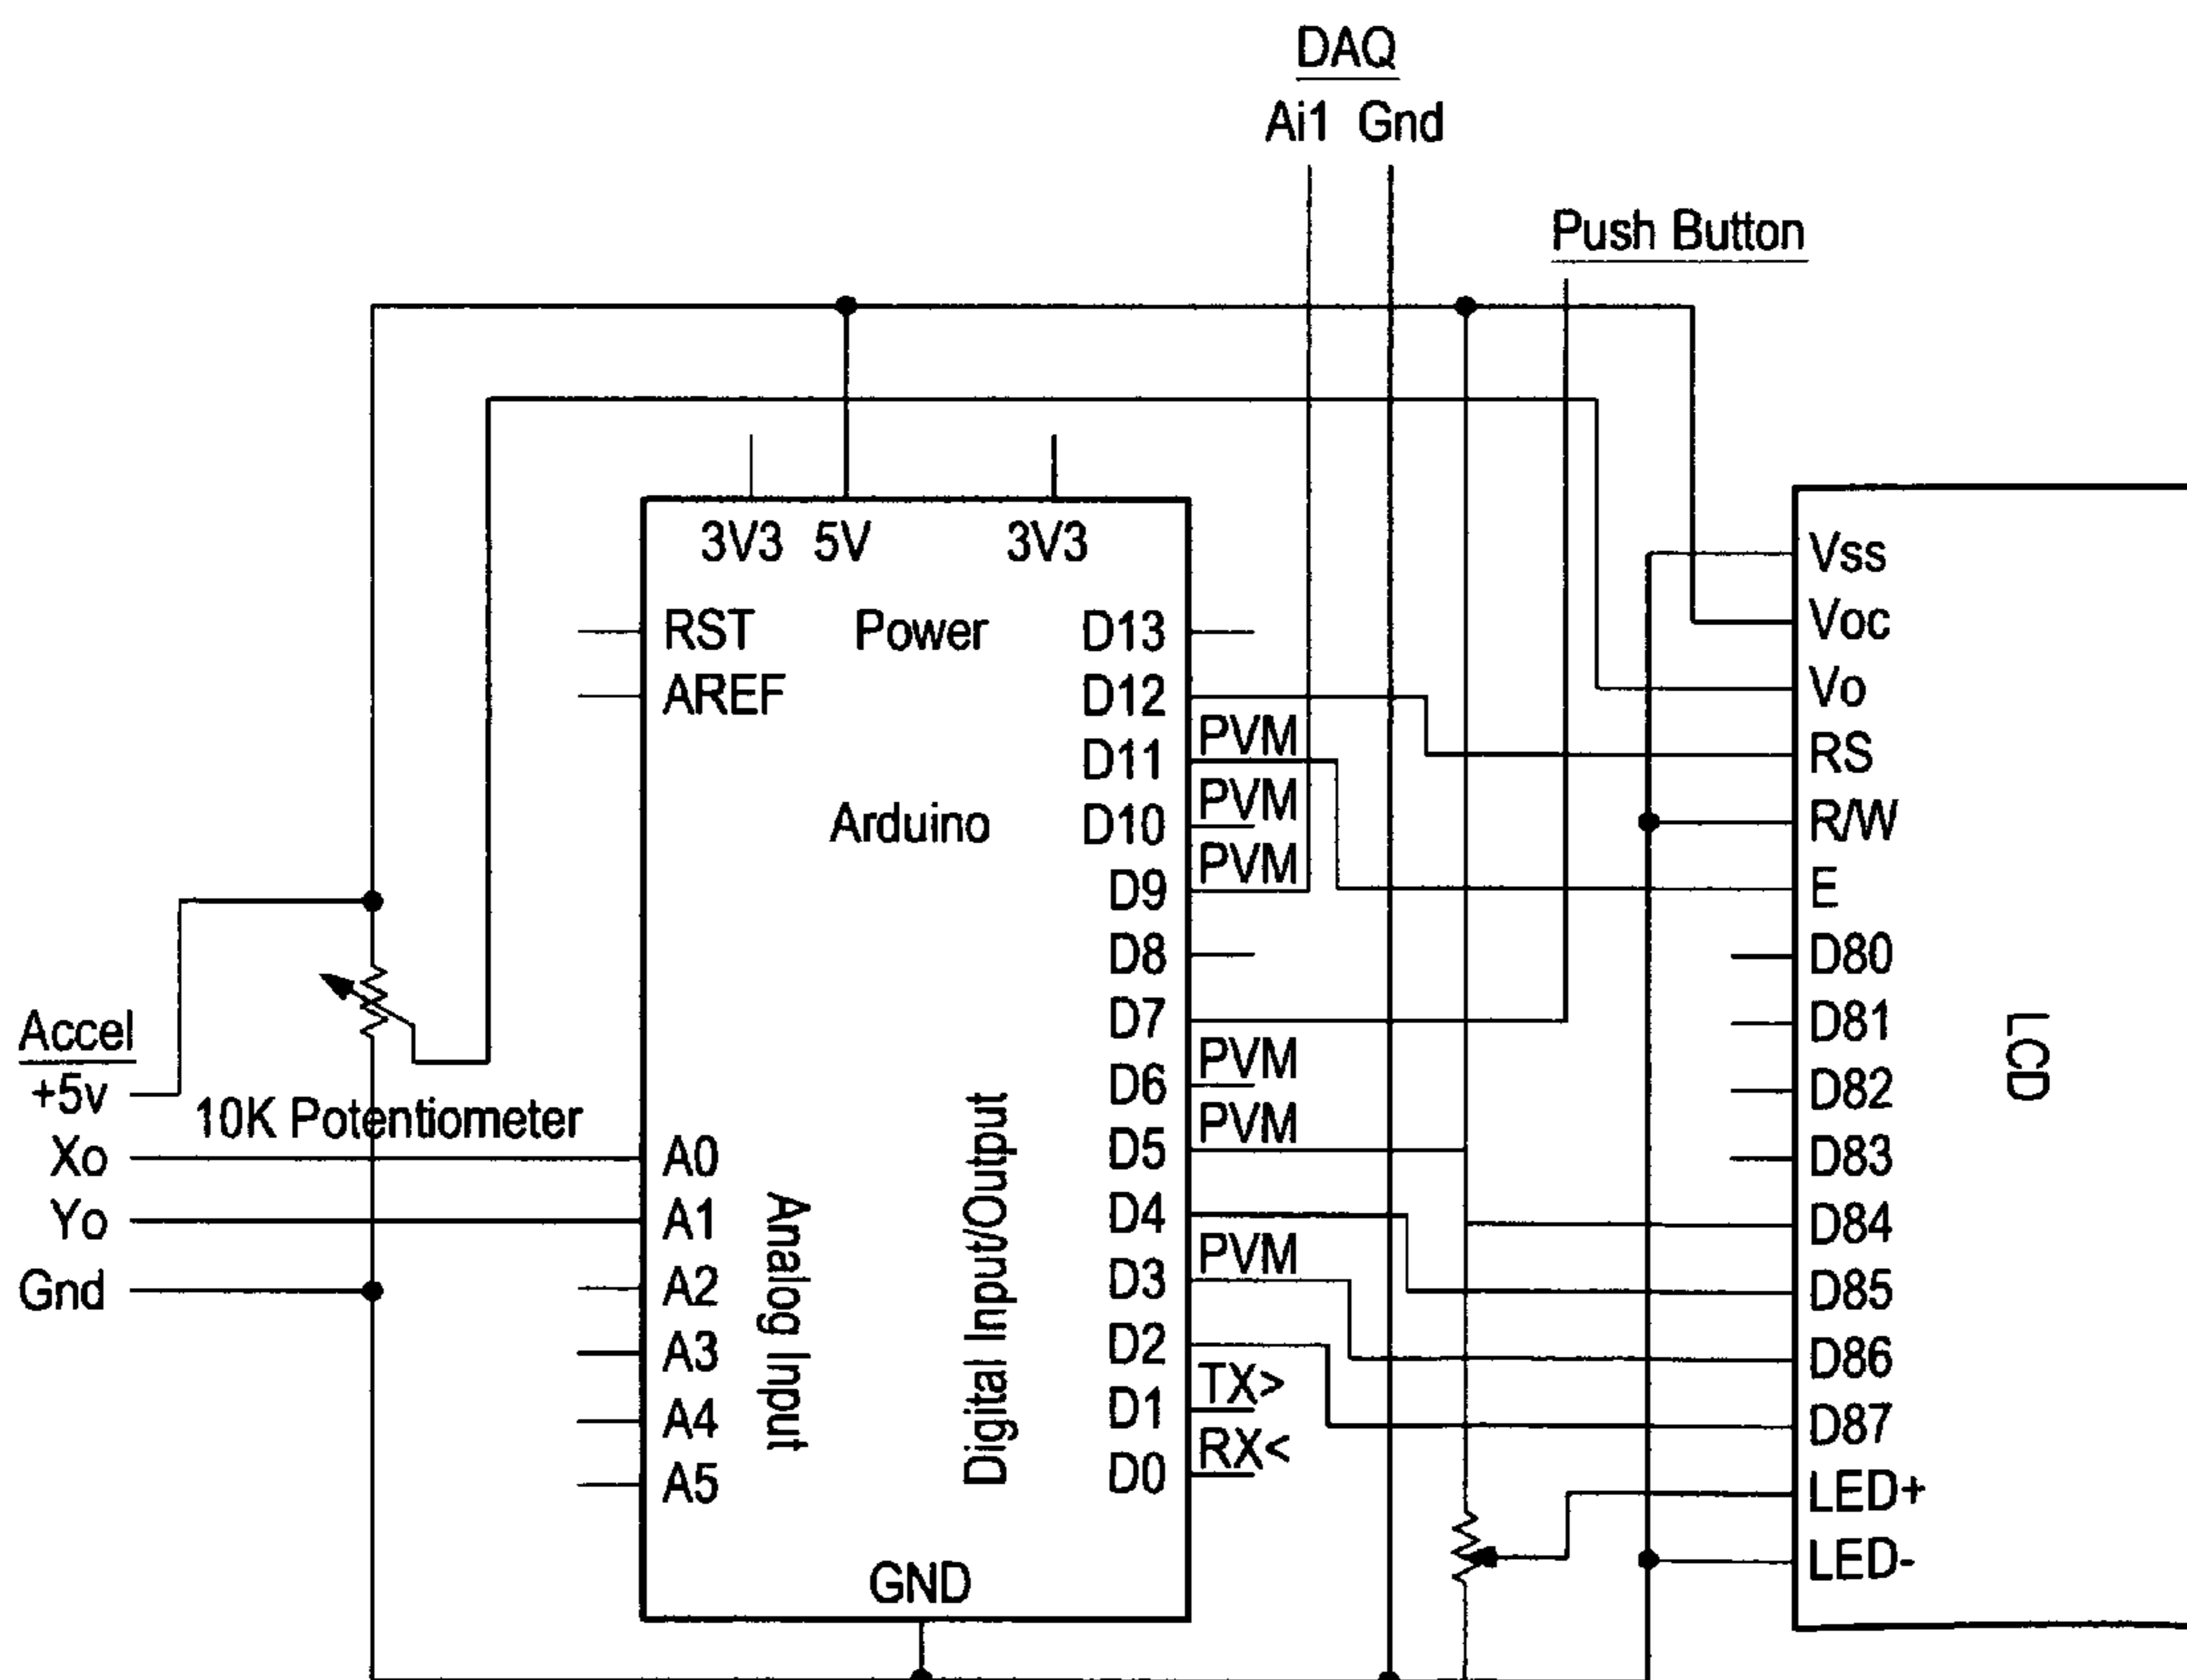 DAQ
Ai1 Gnd
Push Button
3V3 5V 3V3
RST Power D13
AREF D12
PVM
D11
PVM
Arduino D10
PVM
D9
D8
D7
PVM
D6
PVM
D5
D4
PVM
D3
D2
TX>
D1
RX<
D0
Accel
+5v
10K Potentiometer
Xo
Yo
Gnd
A0
A1
A2
A3
A4
A5
Analog Input
Digital Input/Output
GND
Vss
Voc
Vo
RS
R/W
E
D80
D81
D82
D83
D84
D85
D86
D87
LED+
LED-
LCD